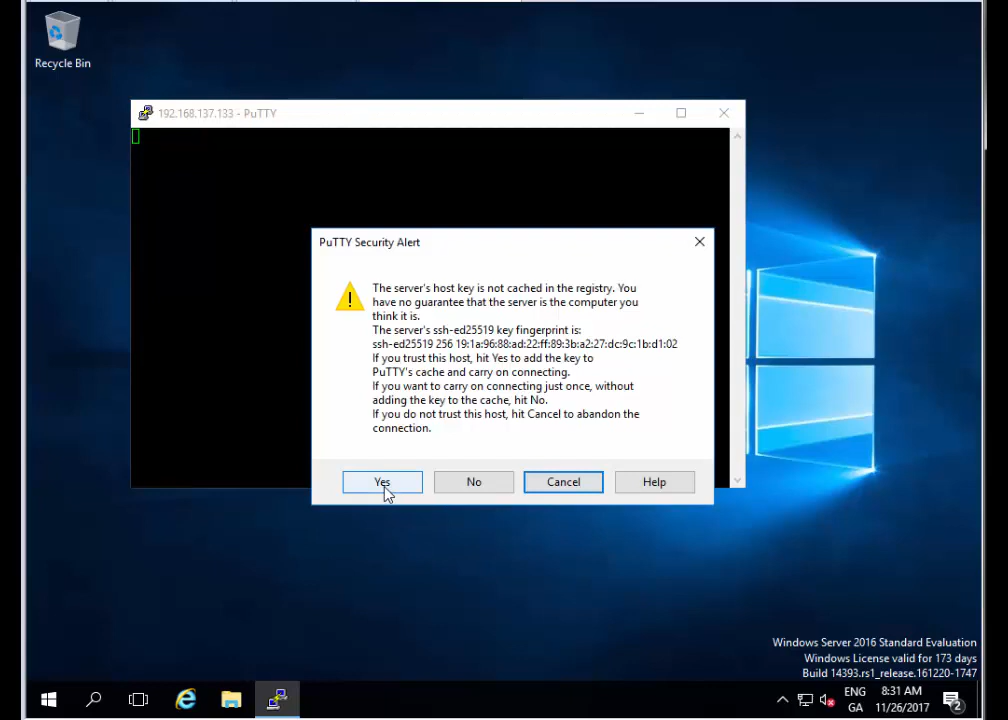 Recycle Bin
192.168.137.133 - PuTTY
PuTTY Security Alert
The server's host key is not cached in the registry. You
have no guarantee that the server is the computer you
think it is.
The server's ssh-ed25519 key fingerprint is:
ssh-ed25519 256 19:1a:96:88:ad:22:ff:89:3b:a2:27:dc:9c:1b:d1:02
If you trust this host, hit Yes to add the key to
PuTTY's cache and carry on connecting.
If you want to carry on connecting just once, without
adding the key to the cache, hit No.
If you do not trust this host, hit Cancel to abandon the
connection.
Yes No Cancel Help
Windows Server 2016 Standard Evaluation
Windows License valid for 173 days
Build 14393.rs1_release.161220-1747
ENG 8:31 AM
GA 11/26/2017 2